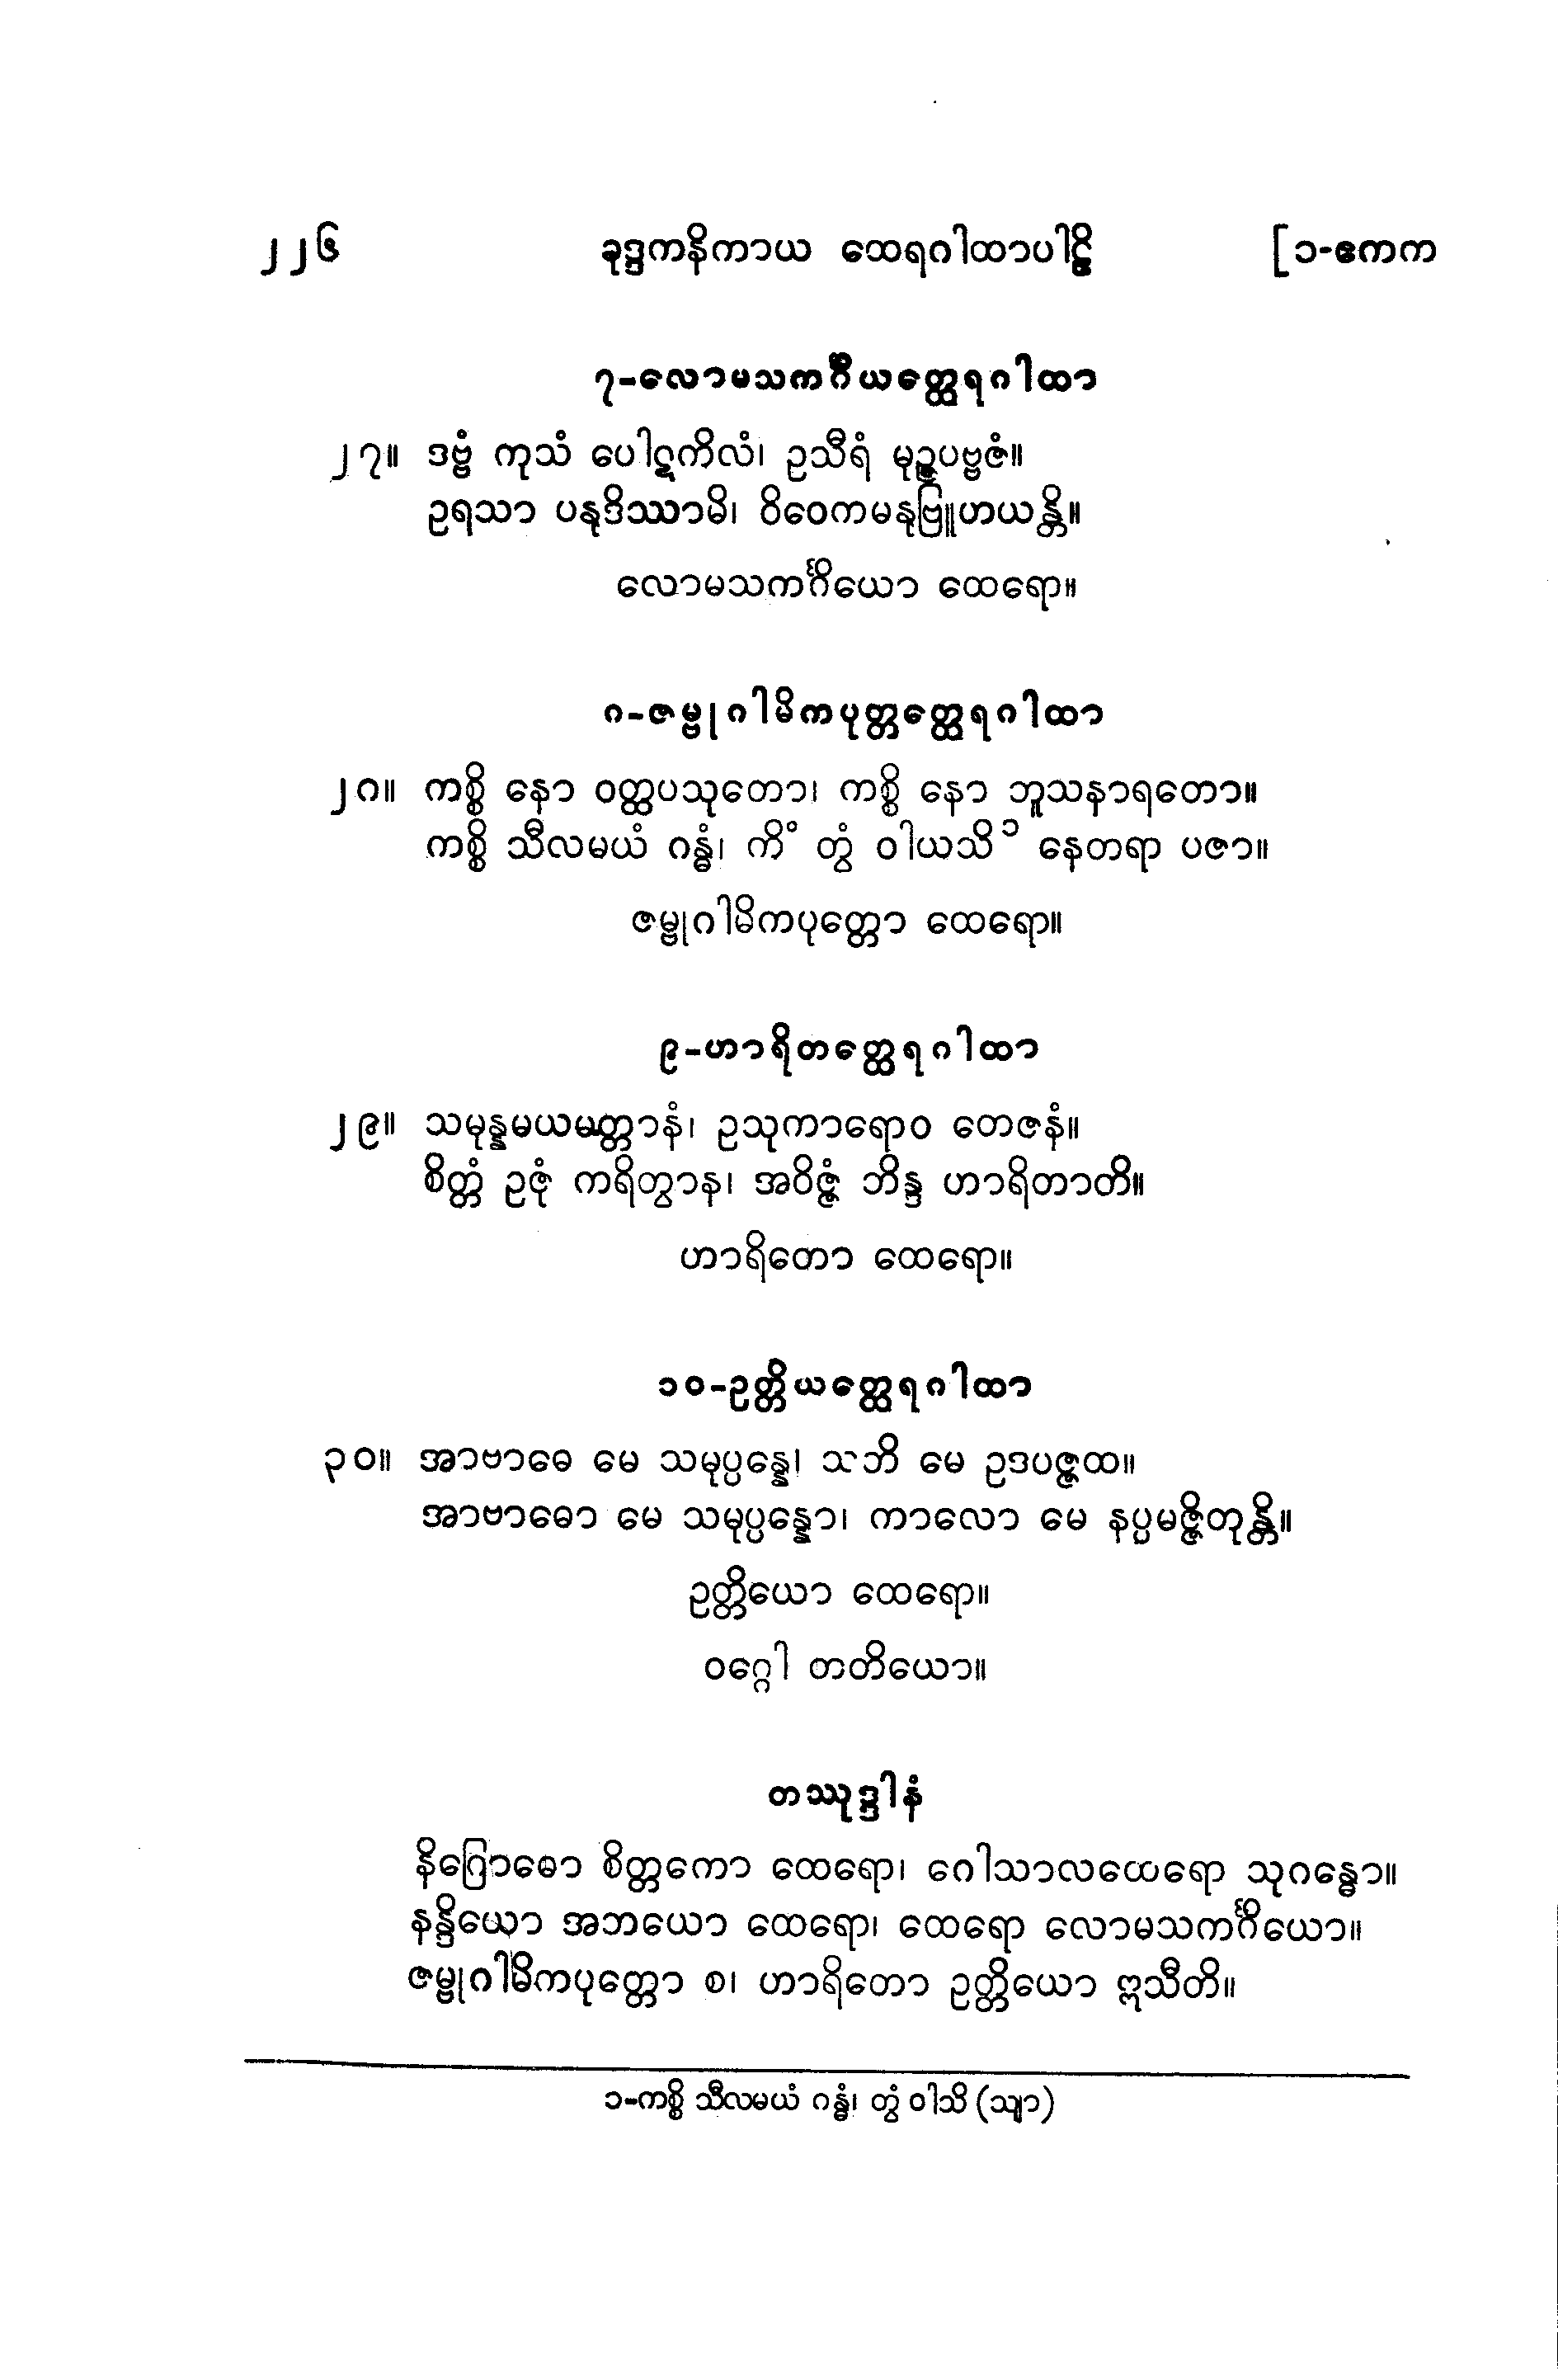 ၂၂၆ ခုဒ္ဒကနိကာယ ထေရဂါထာပါဠိ [၁-ဧကက
၇-လောမသကင်္ဂိယတ္ထေရဂါထာ
၂၇။ ဒဗ္ဗံ ကုသံ ပေါဋကိလံ၊ ဥသီရံ မုဉ္ဇပဗ္ဗဇံ။
ဥရသာ ပနုဒိဿာမိ၊ ဝိဝေကမနုဗြူဟယန္တိ။
လောမသကင်္ဂိယော ထေရော။
၈-ဇမ္ဗုဂါမိကပုတ္တတ္ထေရဂါထာ
၂၈။ ကစ္စိ နော ဝတ္ထပသုတော၊ ကစ္စိ နော ဘူသနာရတော။
ကစ္စိ သီလမယံ ဂန္ဓံ၊ ကိံ တွံ ဝါယသိ ၁ နေတရာ ပဇာ။
ဇမ္ဗုဂါမိကပုတ္တော ထေရော။
၉-ဟာရိတတ္ထေရဂါထာ
၂၉။ သမုန္နမယမတ္တာနံ၊ ဥသုကာရောဝ တေဇနံ။
စိတ္တံ ဥဇုံ ကရိတွာန၊ အဝိဇ္ဇံ ဘိန္ဒ ဟာရိတာတိ။
ဟာရိတော ထေရော။
၁၀-ဥတ္တိယတ္ထေရဂါထာ
၃၀။ အာဗာဓေ မေ သမုပ္ပန္နေ၊ သတိ မေ ဥဒပဇ္ဇထ။
အာဗာဓော မေ သမုပ္ပန္နော၊ ကာလော မေ နပ္ပမဇ္ဇိတုန္တိ။
ဥတ္တိယော ထေရော။
ဝဂ္ဂေါ တတိယော။
တဿုဒ္ဒါနံ
နိဂြောဓော စိတ္တကော ထေရော၊ ဂေါသာလထေရော သုဂန္ဓော။
နန္ဒိယော အဘယော ထေရော၊ ထေရော လောမသကင်္ဂိယော။
ဇမ္ဗုဂါမိကပုတ္တော စ၊ ဟာရိတော ဥတ္တိယော ဣသီတိ။
၁-ကစ္စိ သီလမယံ ဂန္ဓံ၊ တွံ ဝါသိ (သျာ)